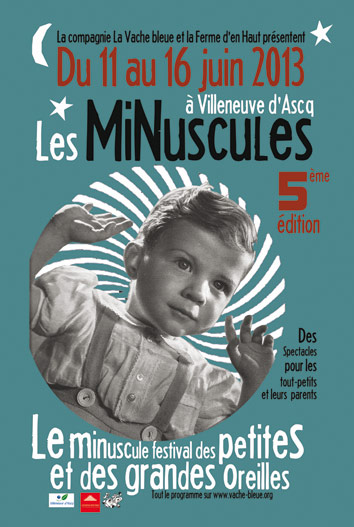 La compagnie La Vache bleue et la Ferme d'en Haut présentent
Du 11 au 16 juin 2013
à Villeneuve d'Ascq
Les MiNuscules
5ème
édition
Des
Spectacles
pour les
tout-petits
et leurs parents
Le minuscule festival des petites
et des grandes oreilles
Tout le programme sur www.vache-bleue.org